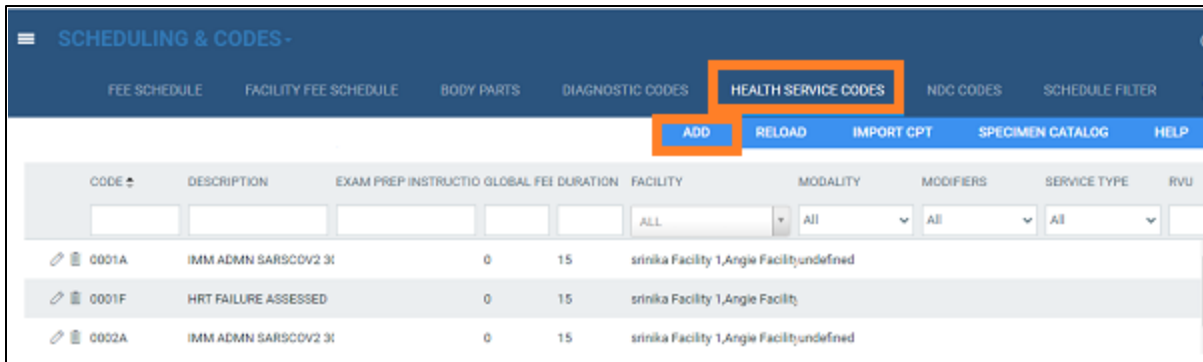 SCHEDULING & CODES
FEE SCHEDULE FACILITY FEE SCHEDULE BODY PARTS DIAGNOSTIC CODES HEALTH SERVICE CODES NDC CODES SCHEDULE FILTER
ADD RELOAD IMPORT CPT SPECIMEN CATALOG HELP
CODE DESCRIPTION EXAM PREP INSTRUCTIO GLOBAL FEE DURATION FACILITY MODALITY MODIFIERS SERVICE TYPE RVU
ALL All All All
0001A IMM ADMN SARSCOV2 30 0 15 srinika Facility 1,Angie Facility undefined
0001F HRT FAILURE ASSESSED 0 15 srinika Facility 1,Angie Facility
0002A IMM ADMN SARSCOV2 30 0 15 srinika Facility 1,Angie Facility undefined